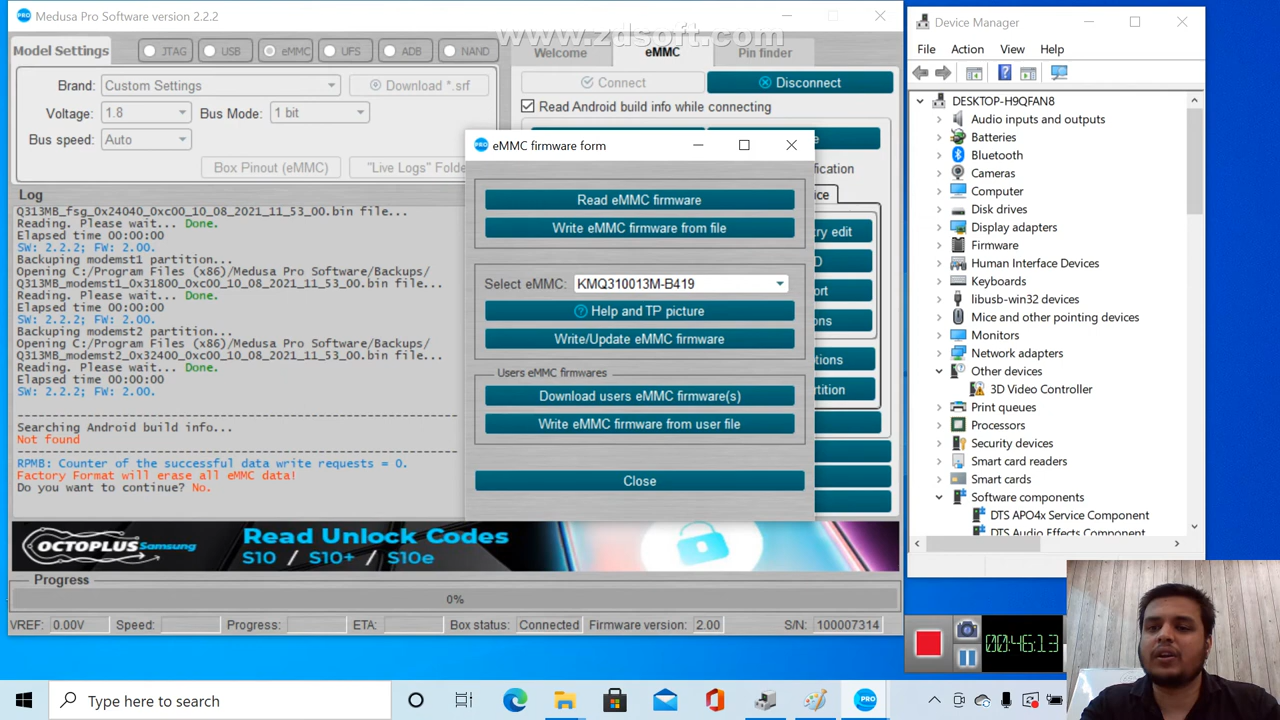 Medusa Pro Software version 2.2.2
www.zdsoft.com
Model Settings
JTAG
USB
eMMC
UFS
ADB
NAND
Brand: Custom Settings
Download *.srf
Voltage: 1.8
Bus Mode: 1 bit
Bus speed: Auto
Box Pinout (eMMC)
"Live Logs" Folde
Welcome
eMMC
Pin finder
Connect
Disconnect
Read Android build info while connecting
Log
Q313MB_fsg_0x24040_0xc00_10_08_2021_11_53_00.bin file...
Reading. Please wait... Done.
Elapsed time 00:00:00
SW: 2.2.2; FW: 2.00.
Backuping modemst1 partition...
Opening C:/Program Files (x86)/Medusa Pro Software/Backups/
Q313MB_modemst1_0x31800_0xc00_10_08_2021_11_53_00.bin file...
Reading. Please wait... Done.
Elapsed time 00:00:00
SW: 2.2.2; FW: 2.00.
Backuping modemst2 partition...
Opening C:/Program Files (x86)/Medusa Pro Software/Backups/
Q313MB_modemst2_0x32400_0xc00_10_08_2021_11_53_00.bin file...
Reading. Please wait... Done.
Elapsed time 00:00:00
SW: 2.2.2; FW: 2.00.
Searching Android build info...
Not found
RPMB: Counter of the successful data write requests = 0.
Factory Format will erase all eMMC data!
Do you want to continue? No.
eMMC firmware form
Read eMMC firmware
Write eMMC firmware from file
Select eMMC: KMQ310013M-B419
Help and TP picture
Write/Update eMMC firmware
Users eMMC firmwares
Download users eMMC firmware(s)
Write eMMC firmware from user file
Close
e
ification
ice
ry edit
D
ort
ons
otions
rtition
OCTOPLUS Samsung
Read Unlock Codes
S10 / S10+ / S10e
Progress
0%
VREF: 0.00V
Speed:
Progress:
ETA:
Box status: Connected
Firmware version: 2.00
S/N: 100007314
Device Manager
File Action View Help
DESKTOP-H9QFAN8
Audio inputs and outputs
Batteries
Bluetooth
Cameras
Computer
Disk drives
Display adapters
Firmware
Human Interface Devices
Keyboards
libusb-win32 devices
Mice and other pointing devices
Monitors
Network adapters
Other devices
3D Video Controller
Print queues
Processors
Security devices
Smart card readers
Smart cards
Software components
DTS APO4x Service Component
DTS Audio Effects Component
00:46:13
Type here to search
PRO